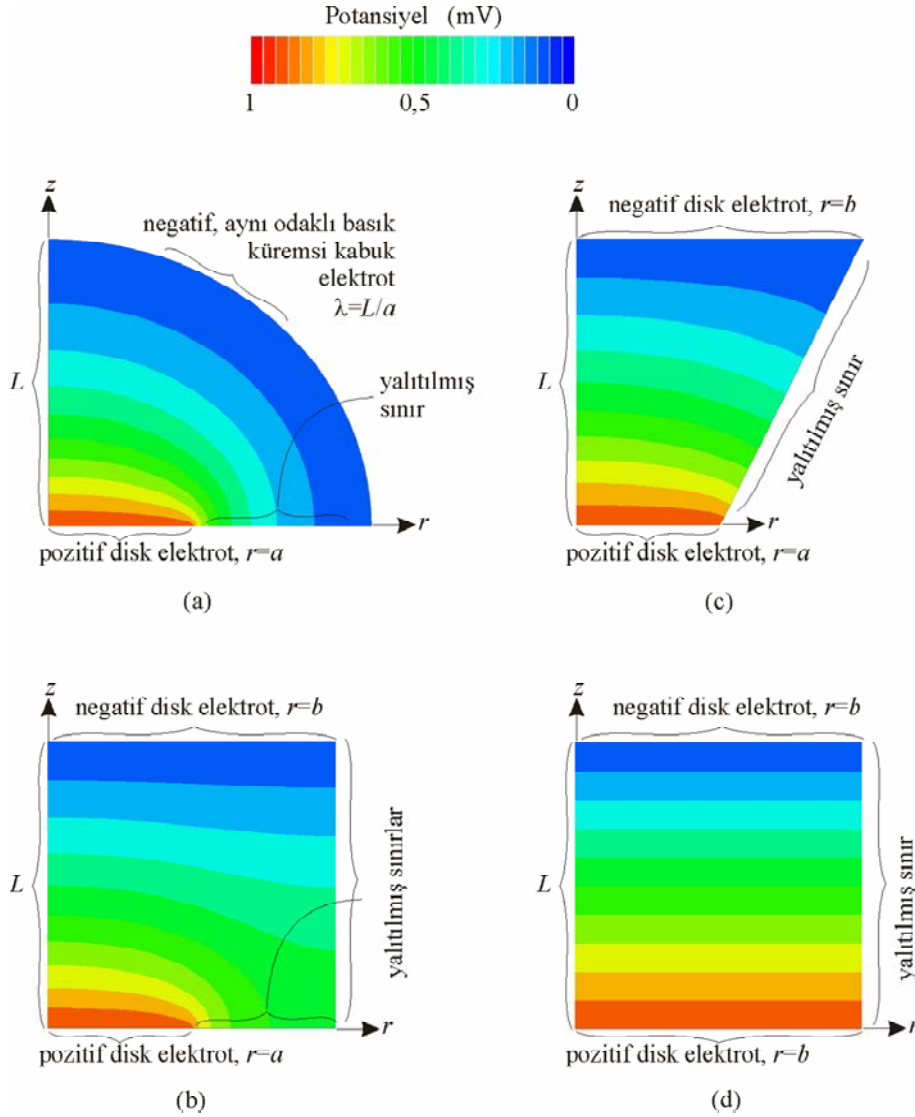 Potansiyel (mV)
1
0,5
0
z
negatif, aynı odaklı basık
küremsi kabuk
elektrot
λ=L/a
yalıtılmış
sınır
L
r
pozitif disk elektrot, r=a
(a)
z
negatif disk elektrot, r=b
L
yalıtılmış sınır
r
pozitif disk elektrot, r=a
(c)
z
negatif disk elektrot, r=b
L
yalıtılmış sınırlar
r
pozitif disk elektrot, r=a
(b)
z
negatif disk elektrot, r=b
L
yalıtılmış sınır
r
pozitif disk elektrot, r=b
(d)